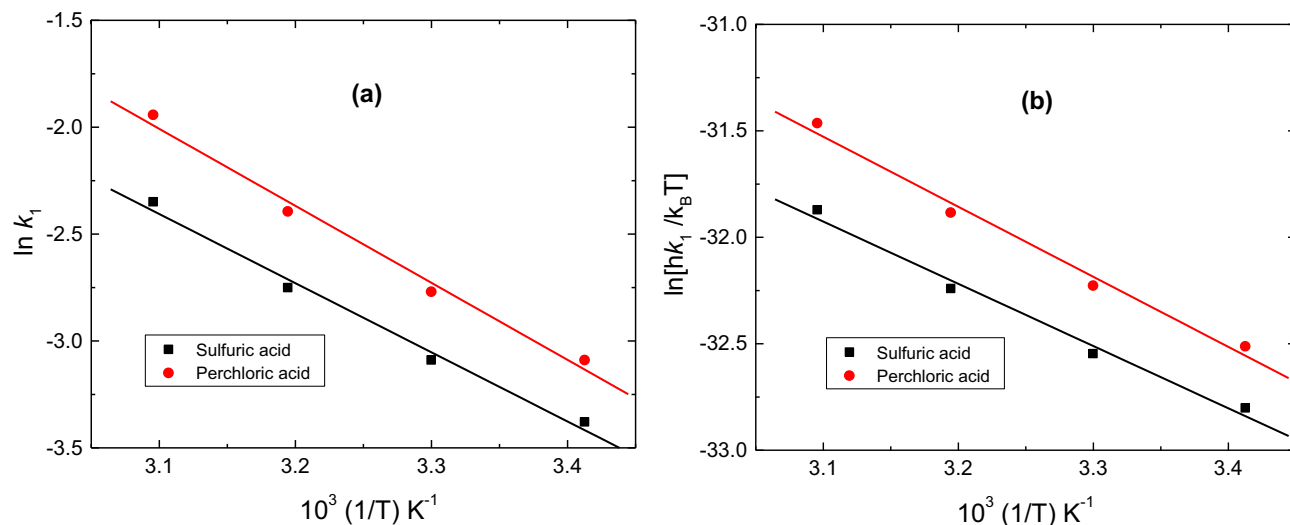 (a)
-1.5
-2.0
-2.5
-3.0
-3.5
ln k₁
Sulfuric acid
Perchloric acid
3.1 3.2 3.3 3.4
10³ (1/T) K⁻¹
(b)
-31.0
-31.5
-32.0
-32.5
-33.0
ln[hk₁ /k_BT]
Sulfuric acid
Perchloric acid
3.1 3.2 3.3 3.4
10³ (1/T) K⁻¹